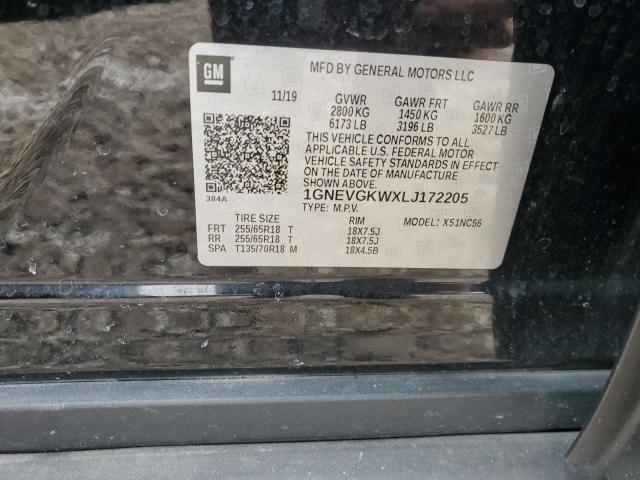 GM
MFD BY GENERAL MOTORS LLC
11/19 GVWR GAWR FRT GAWR RR
2800 KG 1450 KG 1600 KG
6173 LB 3196 LB 3527 LB
THIS VEHICLE CONFORMS TO ALL
APPLICABLE U.S. FEDERAL MOTOR
VEHICLE SAFETY STANDARDS IN EFFECT
ON THE DATE OF MANUFACTURE
SHOWN ABOVE.
384A
1GNEVGKWXLJ172205
TYPE: M.P.V. MODEL: X51NC56
TIRE SIZE RIM
FRT 255/65R18 T 18X7.5J
RR 255/65R18 T 18X7.5J
SPA T135/70R18 M 18X4.5B